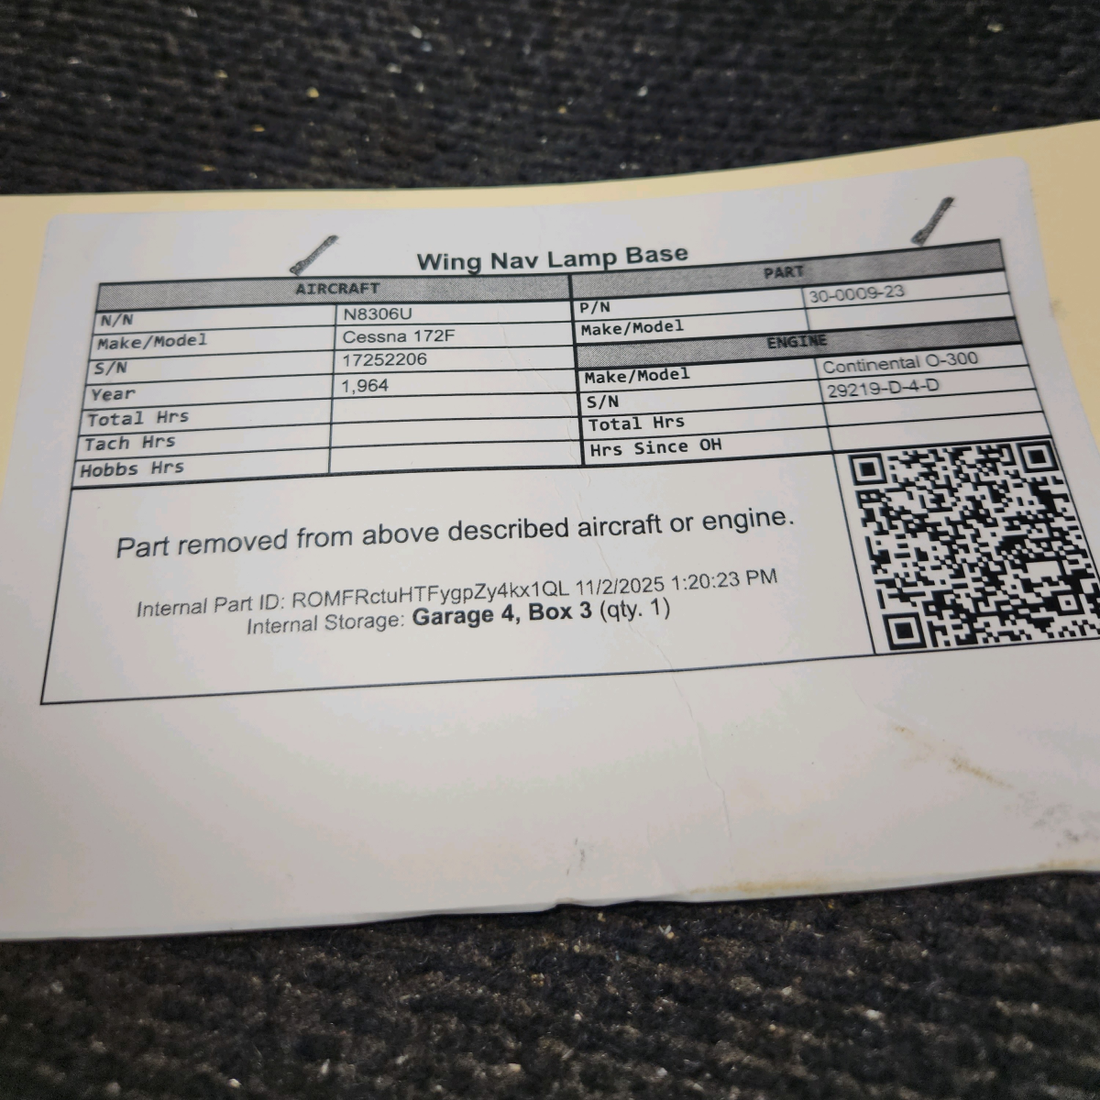 Wing Nav Lamp Base
AIRCRAFT
N/N N8306U
Make/Model Cessna 172F
S/N 17252206
Year 1,964
Total Hrs
Tach Hrs
Hobbs Hrs
PART
P/N 30-0009-23
Make/Model
ENGINE
Make/Model Continental O-300
S/N 29219-D-4-D
Total Hrs
Hrs Since OH
Part removed from above described aircraft or engine.
Internal Part ID: ROMFRctuHTFygpZy4kx1QL 11/2/2025 1:20:23 PM
Internal Storage: Garage 4, Box 3 (qty. 1)